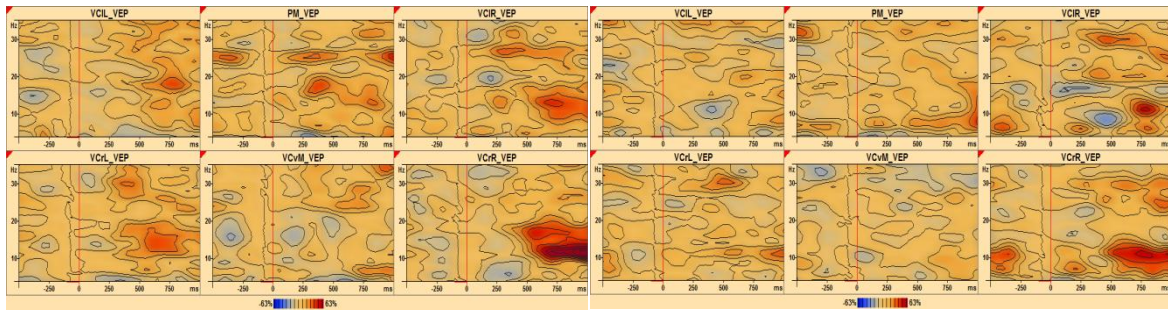 VClL_VEP PM_VEP VClR_VEP VClL_VEP PM_VEP VClR_VEP
Hz Hz Hz Hz Hz Hz
30 30 30 30 30 30
20 20 20 20 20 20
10 10 10 10 10 10
-250 0 250 500 750 ms -250 0 250 500 750 ms -250 0 250 500 750 ms -250 0 250 500 750 ms -250 0 250 500 750 ms -250 0 250 500 750 ms
VCrL_VEP VCvM_VEP VCrR_VEP VCrL_VEP VCvM_VEP VCrR_VEP
Hz Hz Hz Hz Hz Hz
30 30 30 30 30 30
20 20 20 20 20 20
10 10 10 10 10 10
-250 0 250 500 750 ms -250 0 250 500 750 ms -250 0 250 500 750 ms -250 0 250 500 750 ms -250 0 250 500 750 ms -250 0 250 500 750 ms
-63% 63% -63% 63%